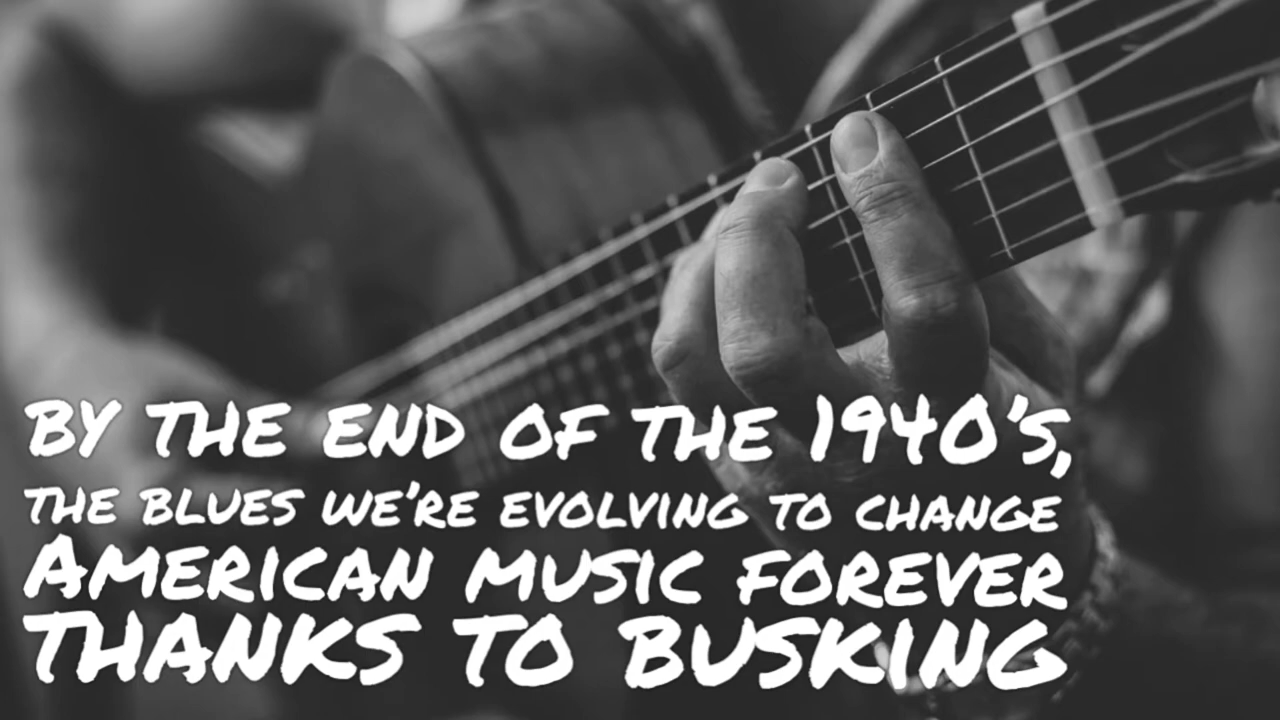 BY THE END OF THE 1940'S,
THE BLUES WE'RE EVOLVING TO CHANGE
AMERICAN MUSIC FOREVER
THANKS TO BUSKING